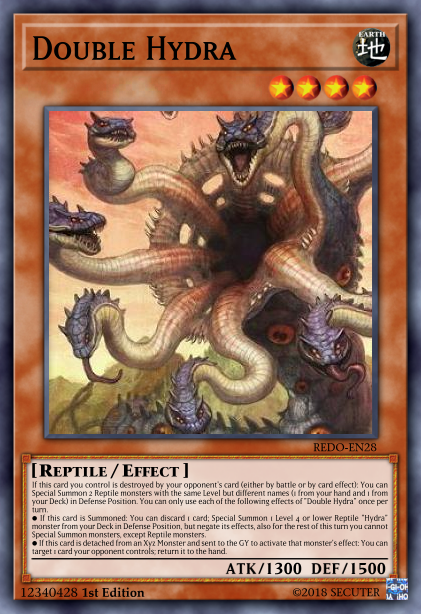 DOUBLE HYDRA
EARTH
地
REDO-EN28
[ REPTILE / EFFECT ]
If this card you control is destroyed by your opponent's card (either by battle or by card effect): You can
Special Summon 2 Reptile monsters with the same Level but different names (1 from your hand and 1 from
your Deck) in Defense Position. You can only use each of the following effects of "Double Hydra" once per
turn.
● If this card is Summoned: You can discard 1 card; Special Summon 1 Level 4 or lower Reptile "Hydra"
monster from your Deck in Defense Position, but negate its effects, also for the rest of this turn you cannot
Special Summon monsters, except Reptile monsters.
● If this card is detached from an Xyz Monster and sent to the GY to activate that monster's effect: You can
target 1 card your opponent controls; return it to the hand.
ATK/1300 DEF/1500
12340428 1st Edition
©2018 SECUTER